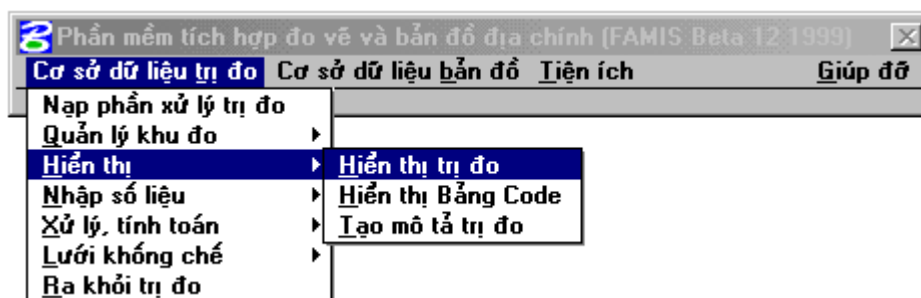 Phần mềm tích hợp đo vẽ và bản đồ địa chính (FAMIS Beta 12 1999)
Cơ sở dữ liệu trị đo Cơ sở dữ liệu bản đồ Tiện ích Giúp đỡ
Nạp phần xử lý trị đo
Quản lý khu đo
Hiển thị
Hiển thị trị đo
Nhập số liệu
Hiển thị Bảng Code
Xử lý, tính toán
Tạo mô tả trị đo
Lưới khống chế
Ra khỏi trị đo